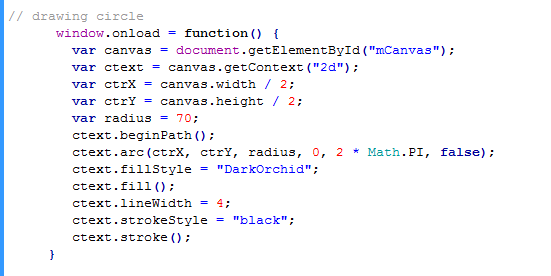 // drawing circle
window.onload = function() {
var canvas = document.getElementById("mCanvas");
var ctext = canvas.getContext("2d");
var ctrX = canvas.width / 2;
var ctrY = canvas.height / 2;
var radius = 70;
ctext.beginPath();
ctext.arc(ctrX, ctrY, radius, 0, 2 * Math.PI, false);
ctext.fillStyle = "DarkOrchid";
ctext.fill();
ctext.lineWidth = 4;
ctext.strokeStyle = "black";
ctext.stroke();
}